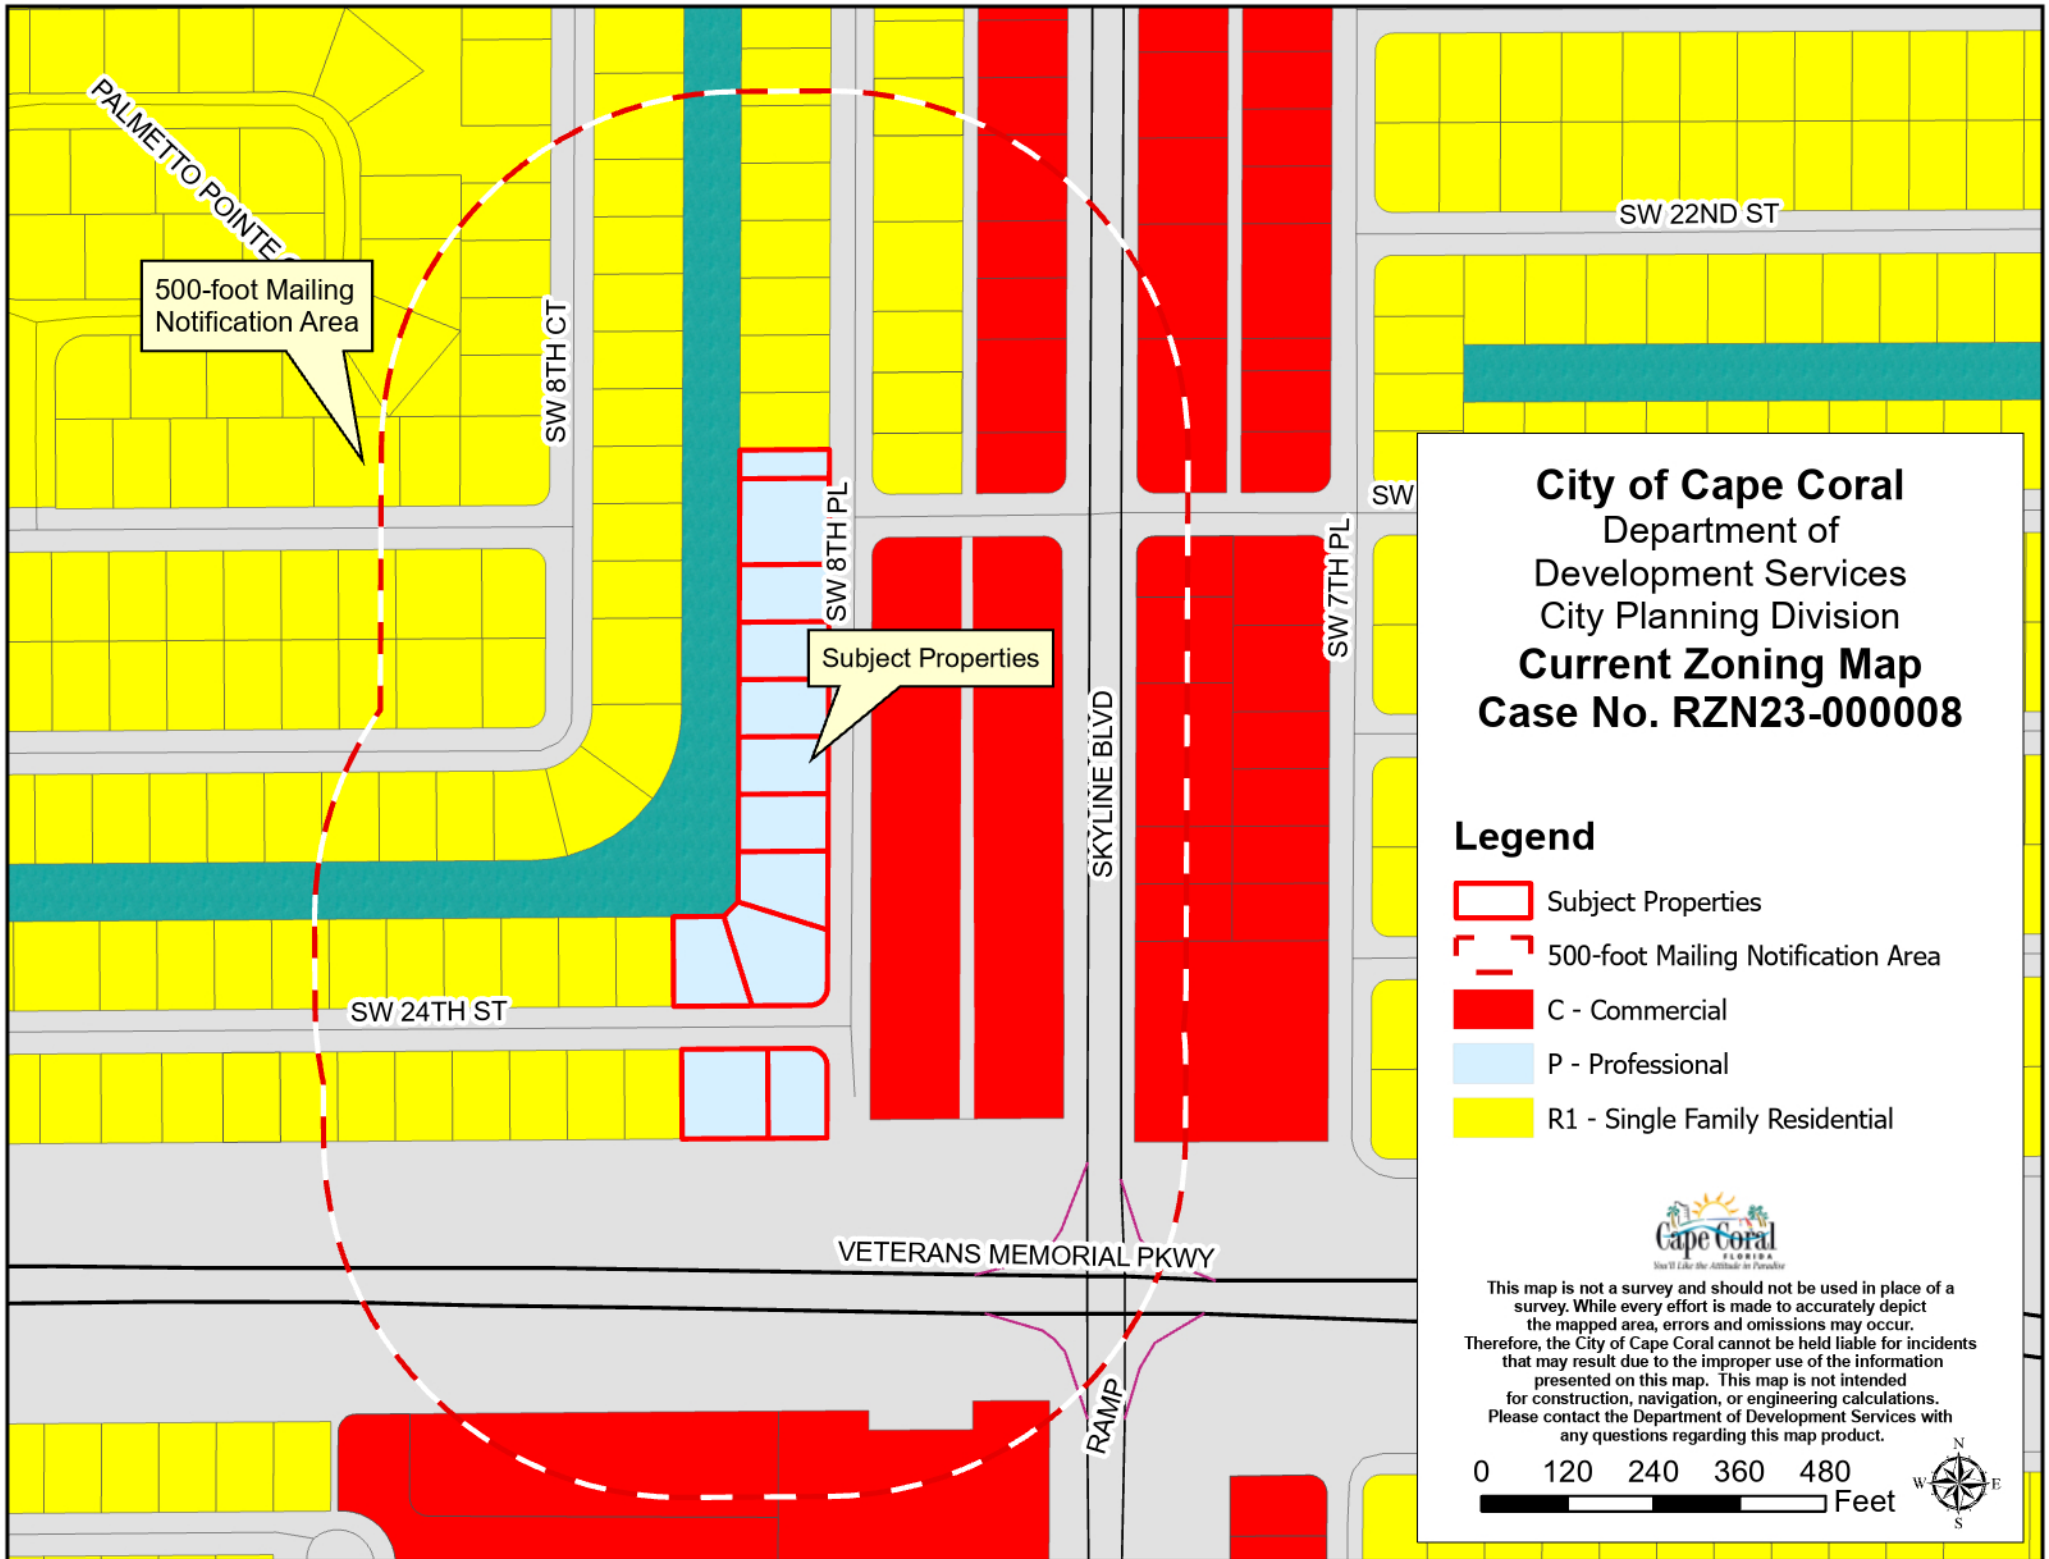 PALMETTO POINTE
500-foot Mailing
Notification Area
SW 8TH CT
SW 8TH PL
Subject Properties
SKYLINE BLVD
SW 7TH PL
SW 22ND ST
SW
SW 24TH ST
VETERANS MEMORIAL PKWY
RAMP
City of Cape Coral
Department of
Development Services
City Planning Division
Current Zoning Map
Case No. RZN23-000008
Legend
Subject Properties
500-foot Mailing Notification Area
C - Commercial
P - Professional
R1 - Single Family Residential
Cape Coral
FLORIDA
You'll Like the Attitude in Paradise
This map is not a survey and should not be used in place of a
survey. While every effort is made to accurately depict
the mapped area, errors and omissions may occur.
Therefore, the City of Cape Coral cannot be held liable for incidents
that may result due to the improper use of the information
presented on this map. This map is not intended
for construction, navigation, or engineering calculations.
Please contact the Department of Development Services with
any questions regarding this map product.
0 120 240 360 480
Feet
N
W E
S